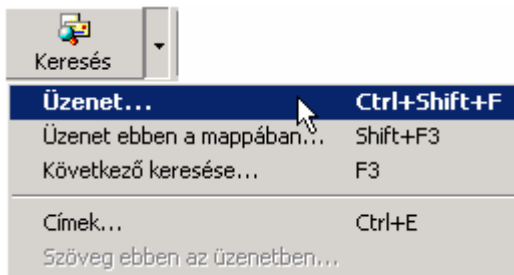 Keresés
Üzenet... Ctrl+Shift+F
Üzenet ebben a mappában... Shift+F3
Következő keresése... F3
Címek... Ctrl+E
Szöveg ebben az üzenetben...